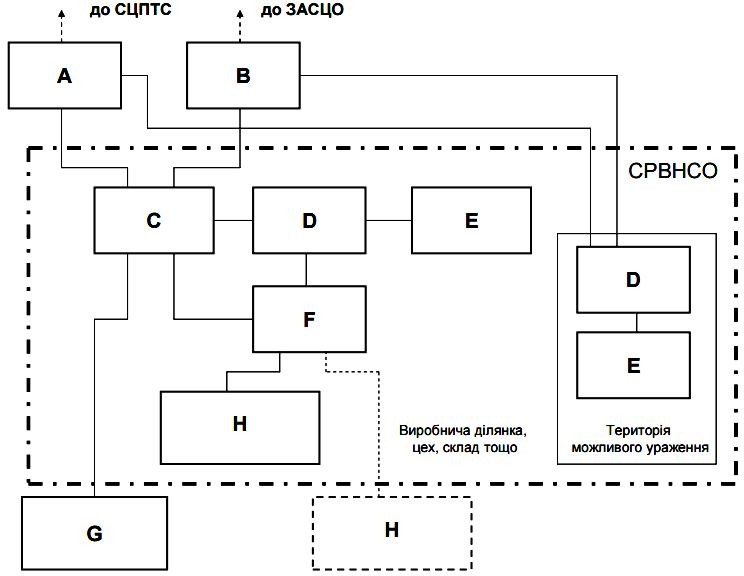 до СЦПТС
до ЗАСЦО
A
B
СРВНСО
C
D
E
D
F
E
H
Виробнича ділянка,
цех, склад тощо
Територія
можливого ураження
G
H